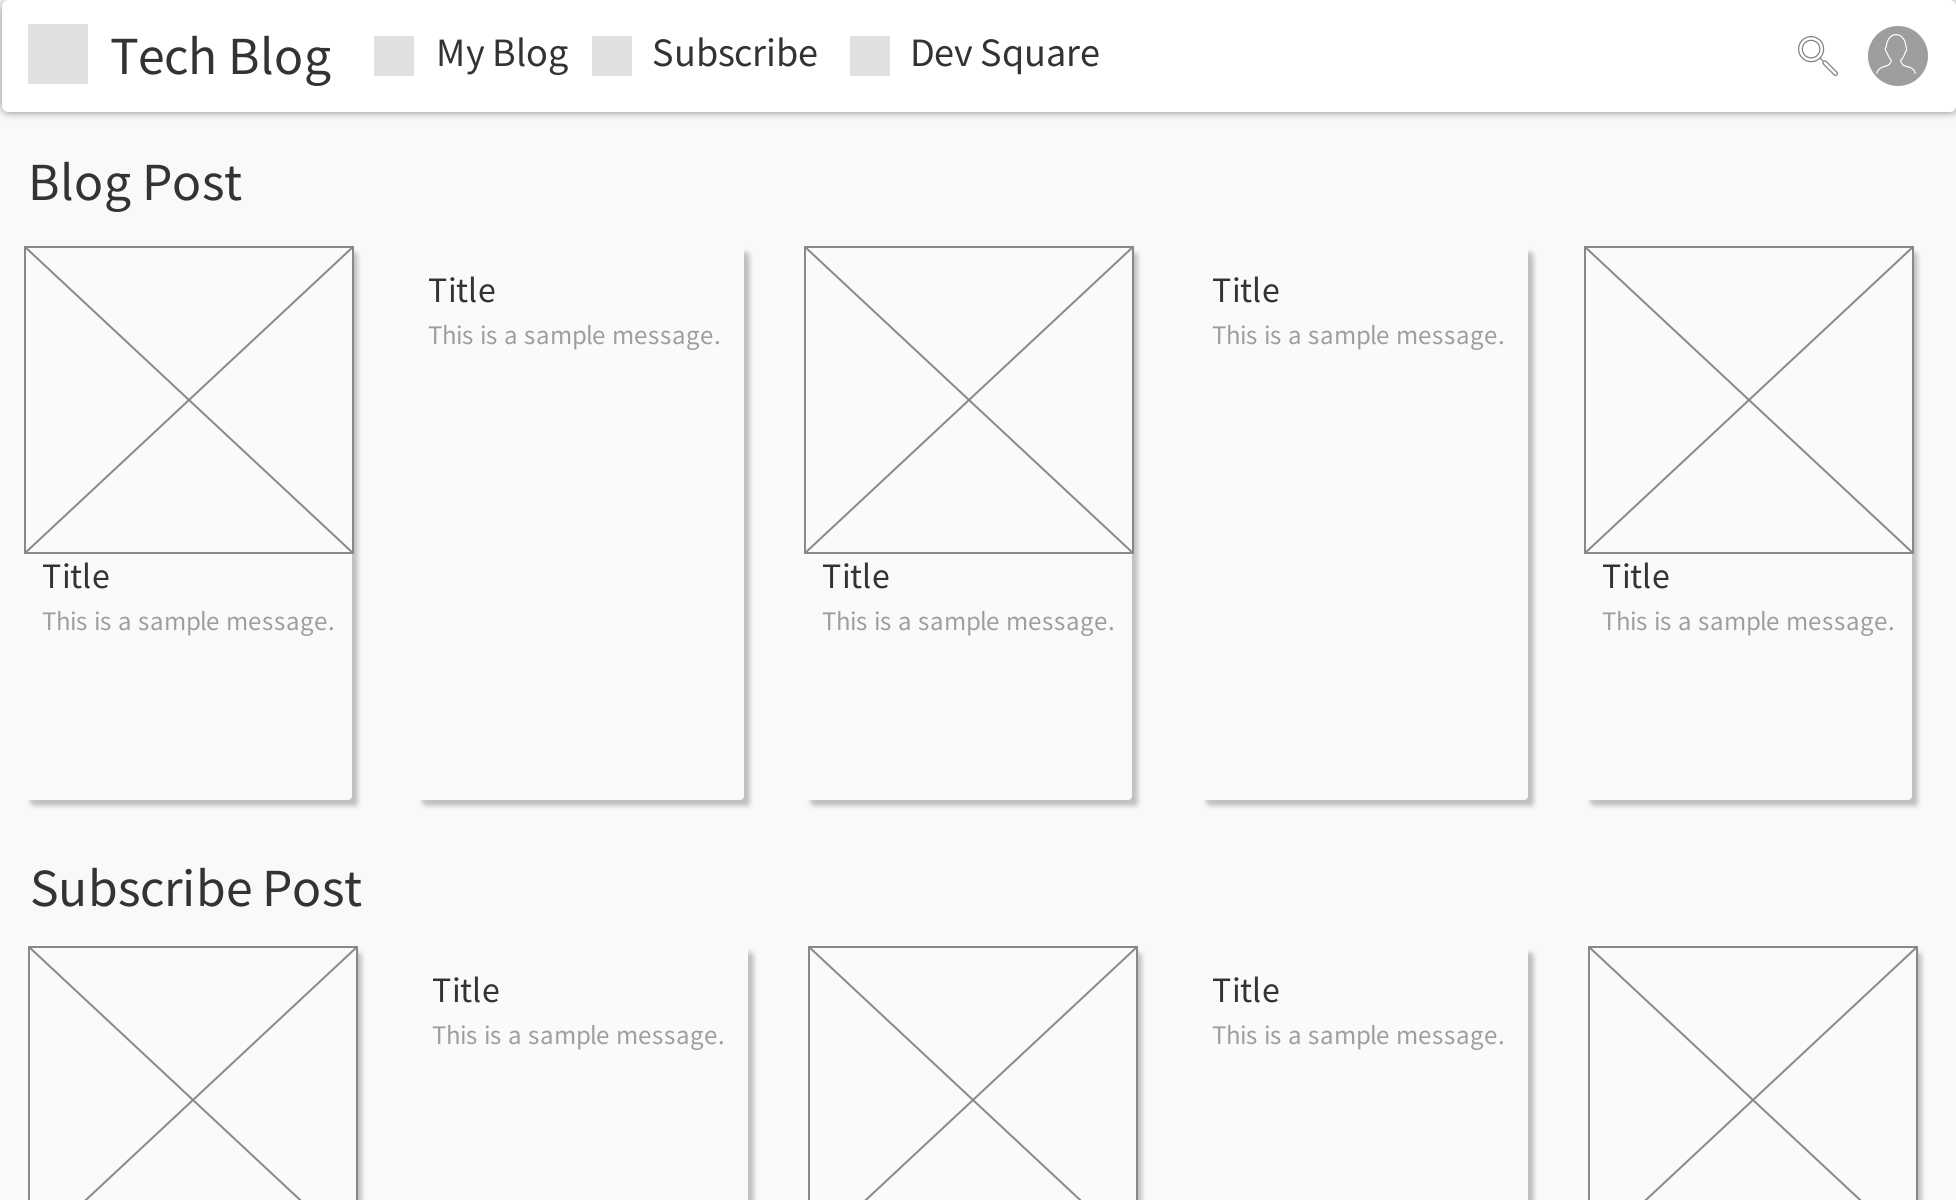 Tech Blog
My Blog
Subscribe
Dev Square
Blog Post
Title
This is a sample message.
Title
This is a sample message.
Title
This is a sample message.
Title
This is a sample message.
Title
This is a sample message.
Subscribe Post
Title
This is a sample message.
Title
This is a sample message.